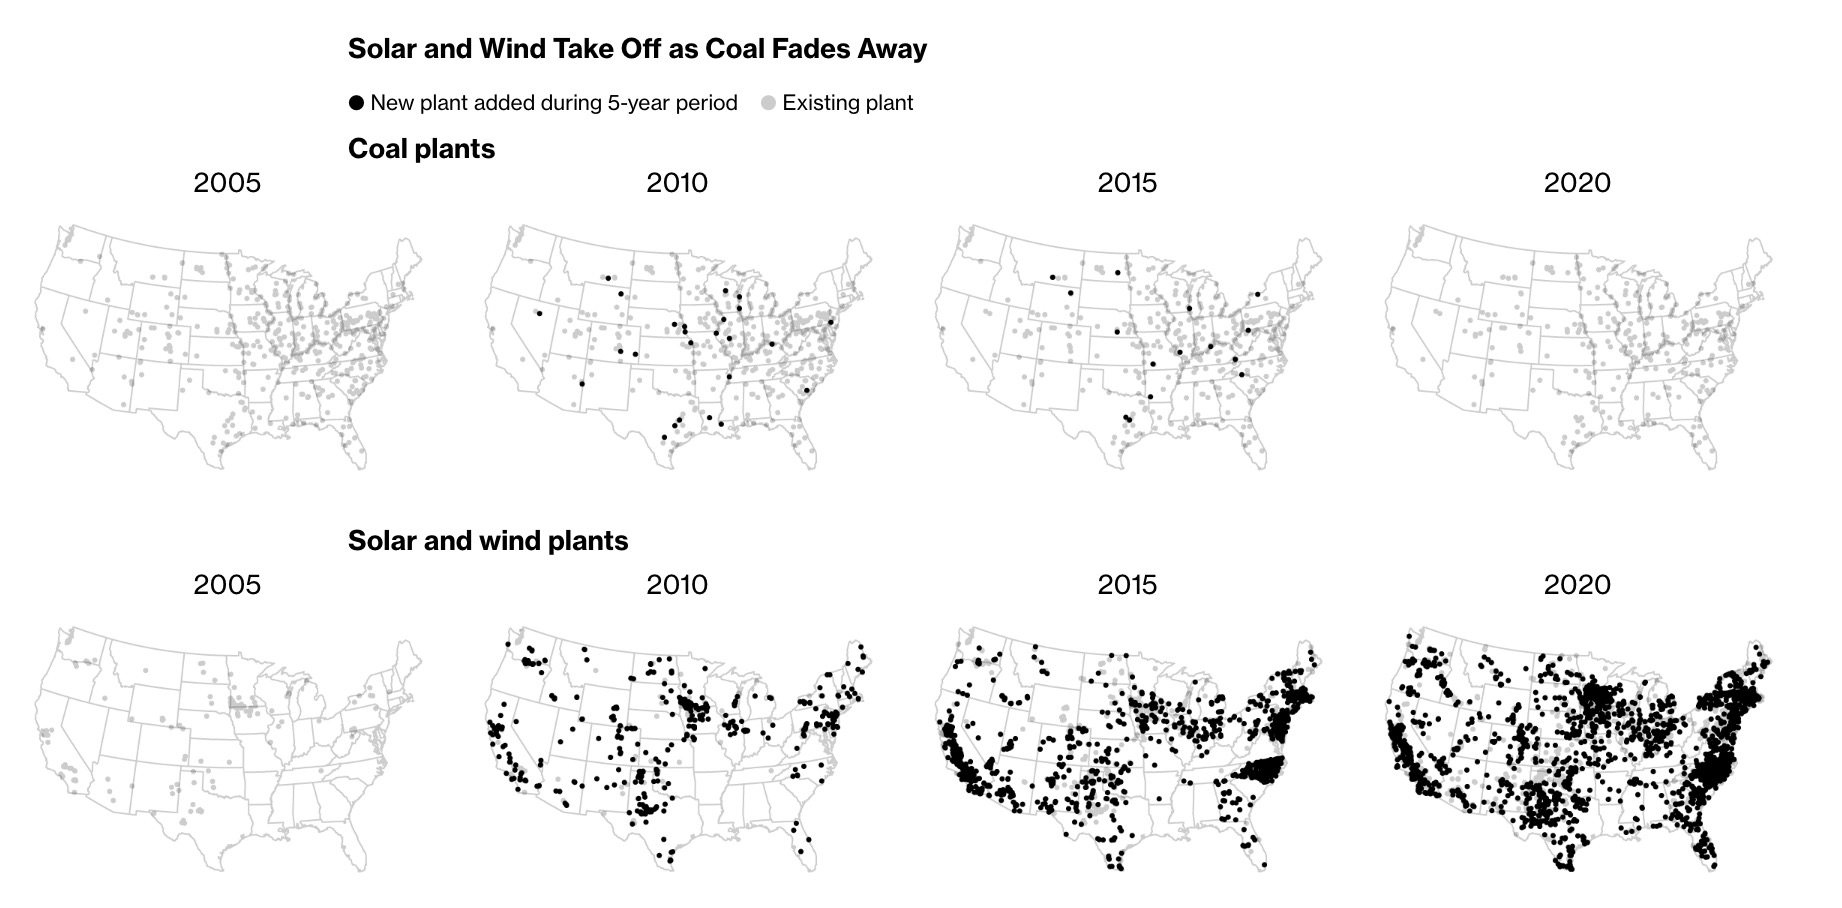 Solar and Wind Take Off as Coal Fades Away
New plant added during 5-year period Existing plant
Coal plants
2005 2010 2015 2020
Solar and wind plants
2005 2010 2015 2020